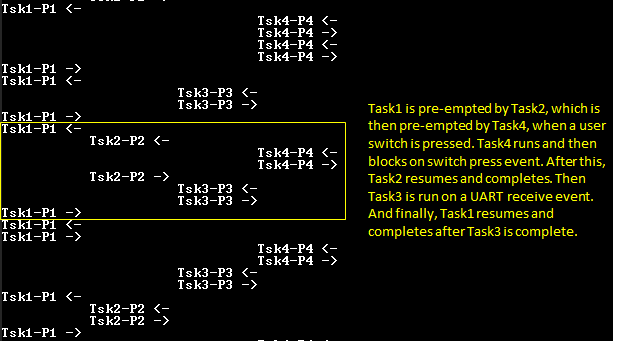 Tsk1-P1 <-
Tsk4-P4 <-
Tsk4-P4 ->
Tsk4-P4 <-
Tsk4-P4 ->
Tsk1-P1 ->
Tsk1-P1 <-
Tsk3-P3 <-
Tsk3-P3 ->
Tsk1-P1 ->
Tsk1-P1 <-
Tsk2-P2 <-
Tsk4-P4 <-
Tsk4-P4 ->
Tsk2-P2 ->
Tsk3-P3 <-
Tsk3-P3 ->
Tsk1-P1 ->
Tsk1-P1 <-
Tsk1-P1 ->
Tsk4-P4 <-
Tsk4-P4 ->
Tsk3-P3 <-
Tsk3-P3 ->
Tsk1-P1 <-
Tsk2-P2 <-
Tsk2-P2 ->
Tsk1-P1 ->
Task1 is pre-empted by Task2, which is
then pre-empted by Task4, when a user
switch is pressed. Task4 runs and then
blocks on switch press event. After this,
Task2 resumes and completes. Then
Task3 is run on a UART receive event.
And finally, Task1 resumes and
completes after Task3 is complete.